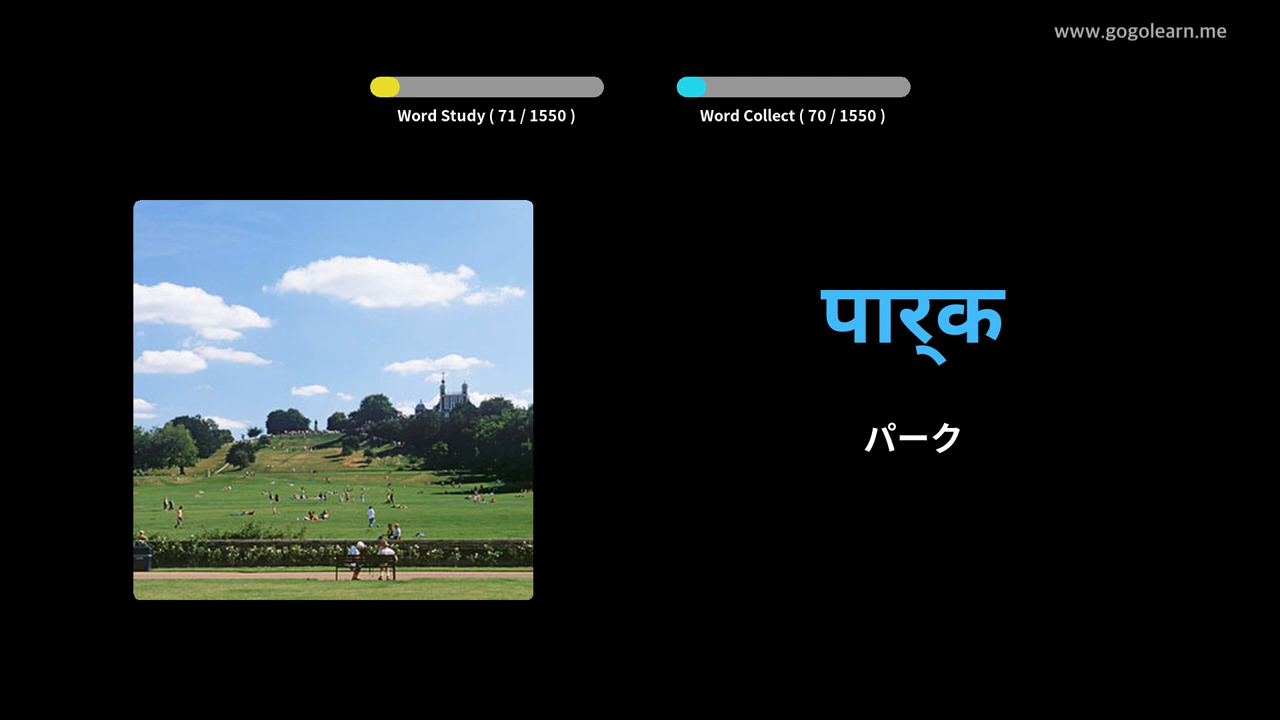 www.gogolearn.me
Word Study ( 71 / 1550 )
Word Collect ( 70 / 1550 )
पार्‌क
パーク